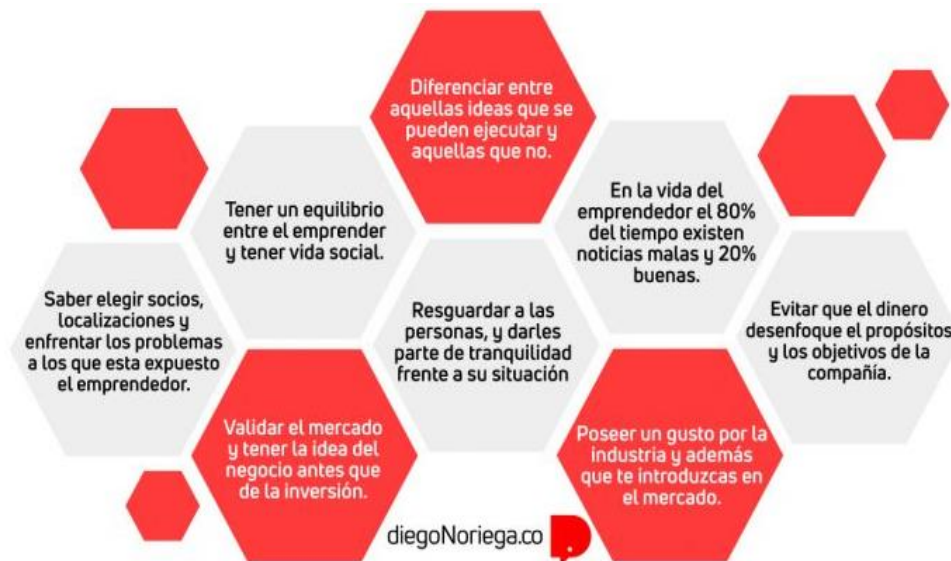 Diferenciar entre
aquellas ideas que se
pueden ejecutar y
aquellas que no.
Tener un equilibrio
entre el emprender
y tener vida social.
En la vida del
emprendedor el 80%
del tiempo existen
noticias malas y 20%
buenas.
Saber elegir socios,
localizaciones y
enfrentar los problemas
a los que esta expuesto
el emprendedor.
Resguardar a las
personas, y darles
parte de tranquilidad
frente a su situación
Evitar que el dinero
desenfoque el propósitos
y los objetivos de la
compañía.
Validar el mercado
y tener la idea del
negocio antes que
de la inversión.
Poseer un gusto por la
industria y además
que te introduzcas en
el mercado.
diegoNoriega.co